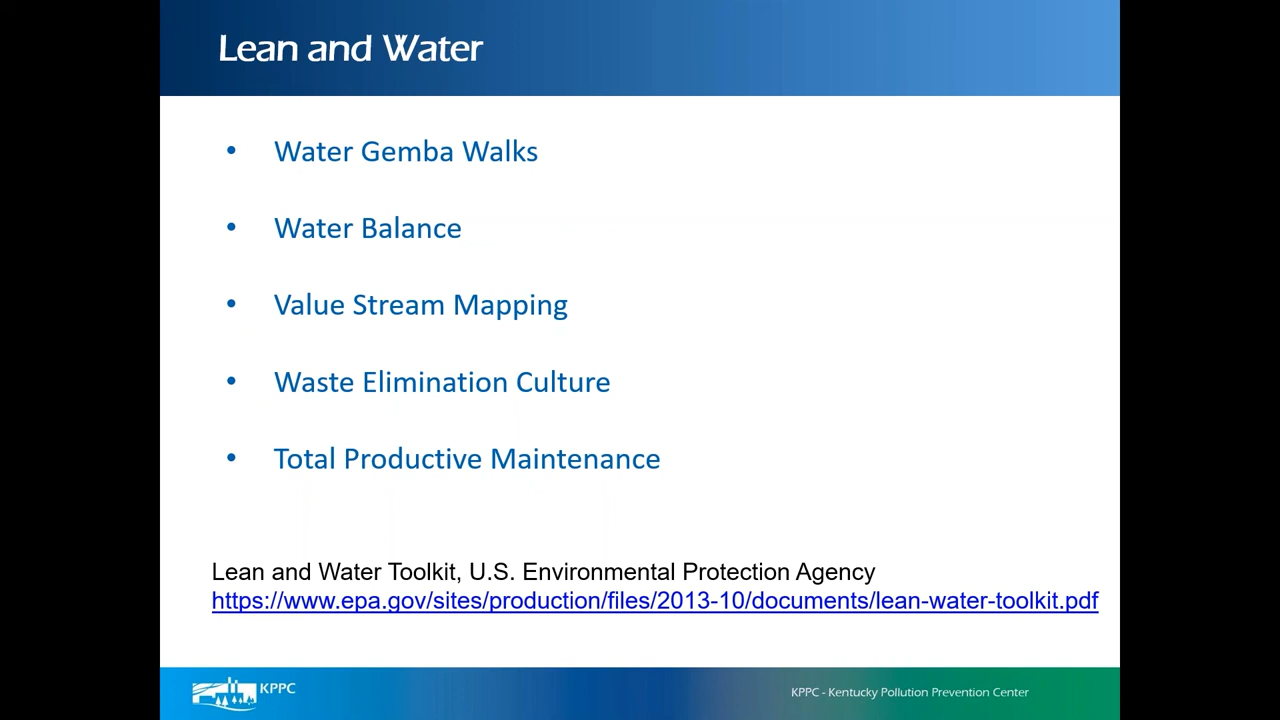 Lean and Water
• Water Gemba Walks
• Water Balance
• Value Stream Mapping
• Waste Elimination Culture
• Total Productive Maintenance
Lean and Water Toolkit, U.S. Environmental Protection Agency
https://www.epa.gov/sites/production/files/2013-10/documents/lean-water-toolkit.pdf
KPPC
KPPC - Kentucky Pollution Prevention Center